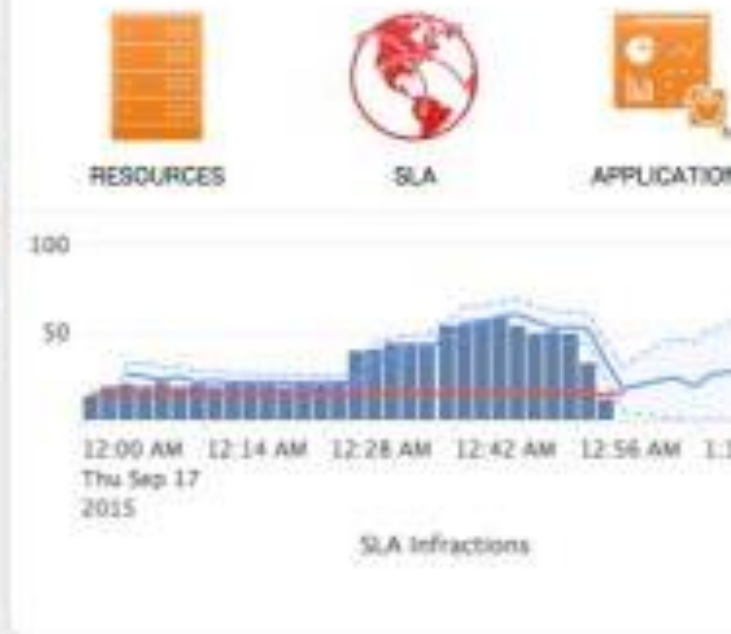 RESOURCES
SLA
APPLICATION
100
50
12:00 AM
12:14 AM
12:28 AM
12:42 AM
12:56 AM
Thu Sep 17
2015
SLA Infractions